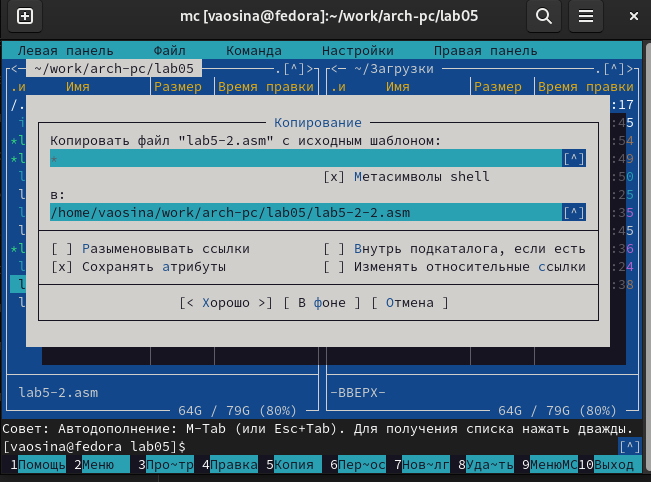 mc [vaosina@fedora]:~/work/arch-pc/lab05
Левая панель Файл Команда Настройки Правая панель
<─ ~/work/arch-pc/lab05 .[^]> <─ ~/Загрузки .[^]>
.и Имя Размер Время правки .и Имя Размер Время правки
/. :17
:45
*l :54
*l :49
l :50
l :25
l :35
l :45
*l :36
l :24
l :38
l
Копирование
Копировать файл "lab5-2.asm" с исходным шаблоном:
* [^]
[x] Метасимволы shell
в:
/home/vaosina/work/arch-pc/lab05/lab5-2-2.asm [^]
[ ] Разыменовывать ссылки [ ] Внутрь подкаталога, если есть
[x] Сохранять атрибуты [ ] Изменять относительные ссылки
[< Хорошо >] [ В фоне ] [ Отмена ]
lab5-2.asm -ВВЕРХ-
64G / 79G (80%) 64G / 79G (80%)
Совет: Автодополнение: M-Tab (или Esc+Tab). Для получения списка нажать дважды.
[vaosina@fedora lab05]$ [^]
1Помощь 2Меню 3Про~тр 4Правка 5Копия 6Пер~ос 7Нов~лг 8Уда~ть 9МенюMC 10Выход